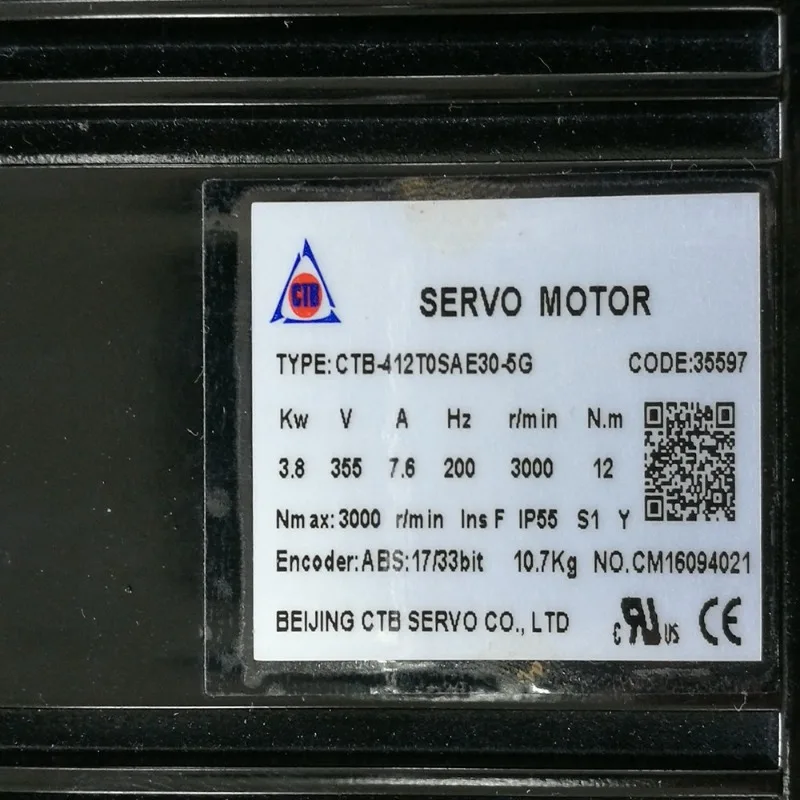 CTB
SERVO MOTOR
TYPE:CTB-412T0SAE30-5G CODE:35597
Kw V A Hz r/min N.m
3.8 355 7.6 200 3000 12
Nmax:3000 r/min Ins F IP55 S1 Y
Encoder:ABS:17/33bit 10.7Kg NO.CM16094021
BEIJING CTB SERVO CO., LTD c RU US CE